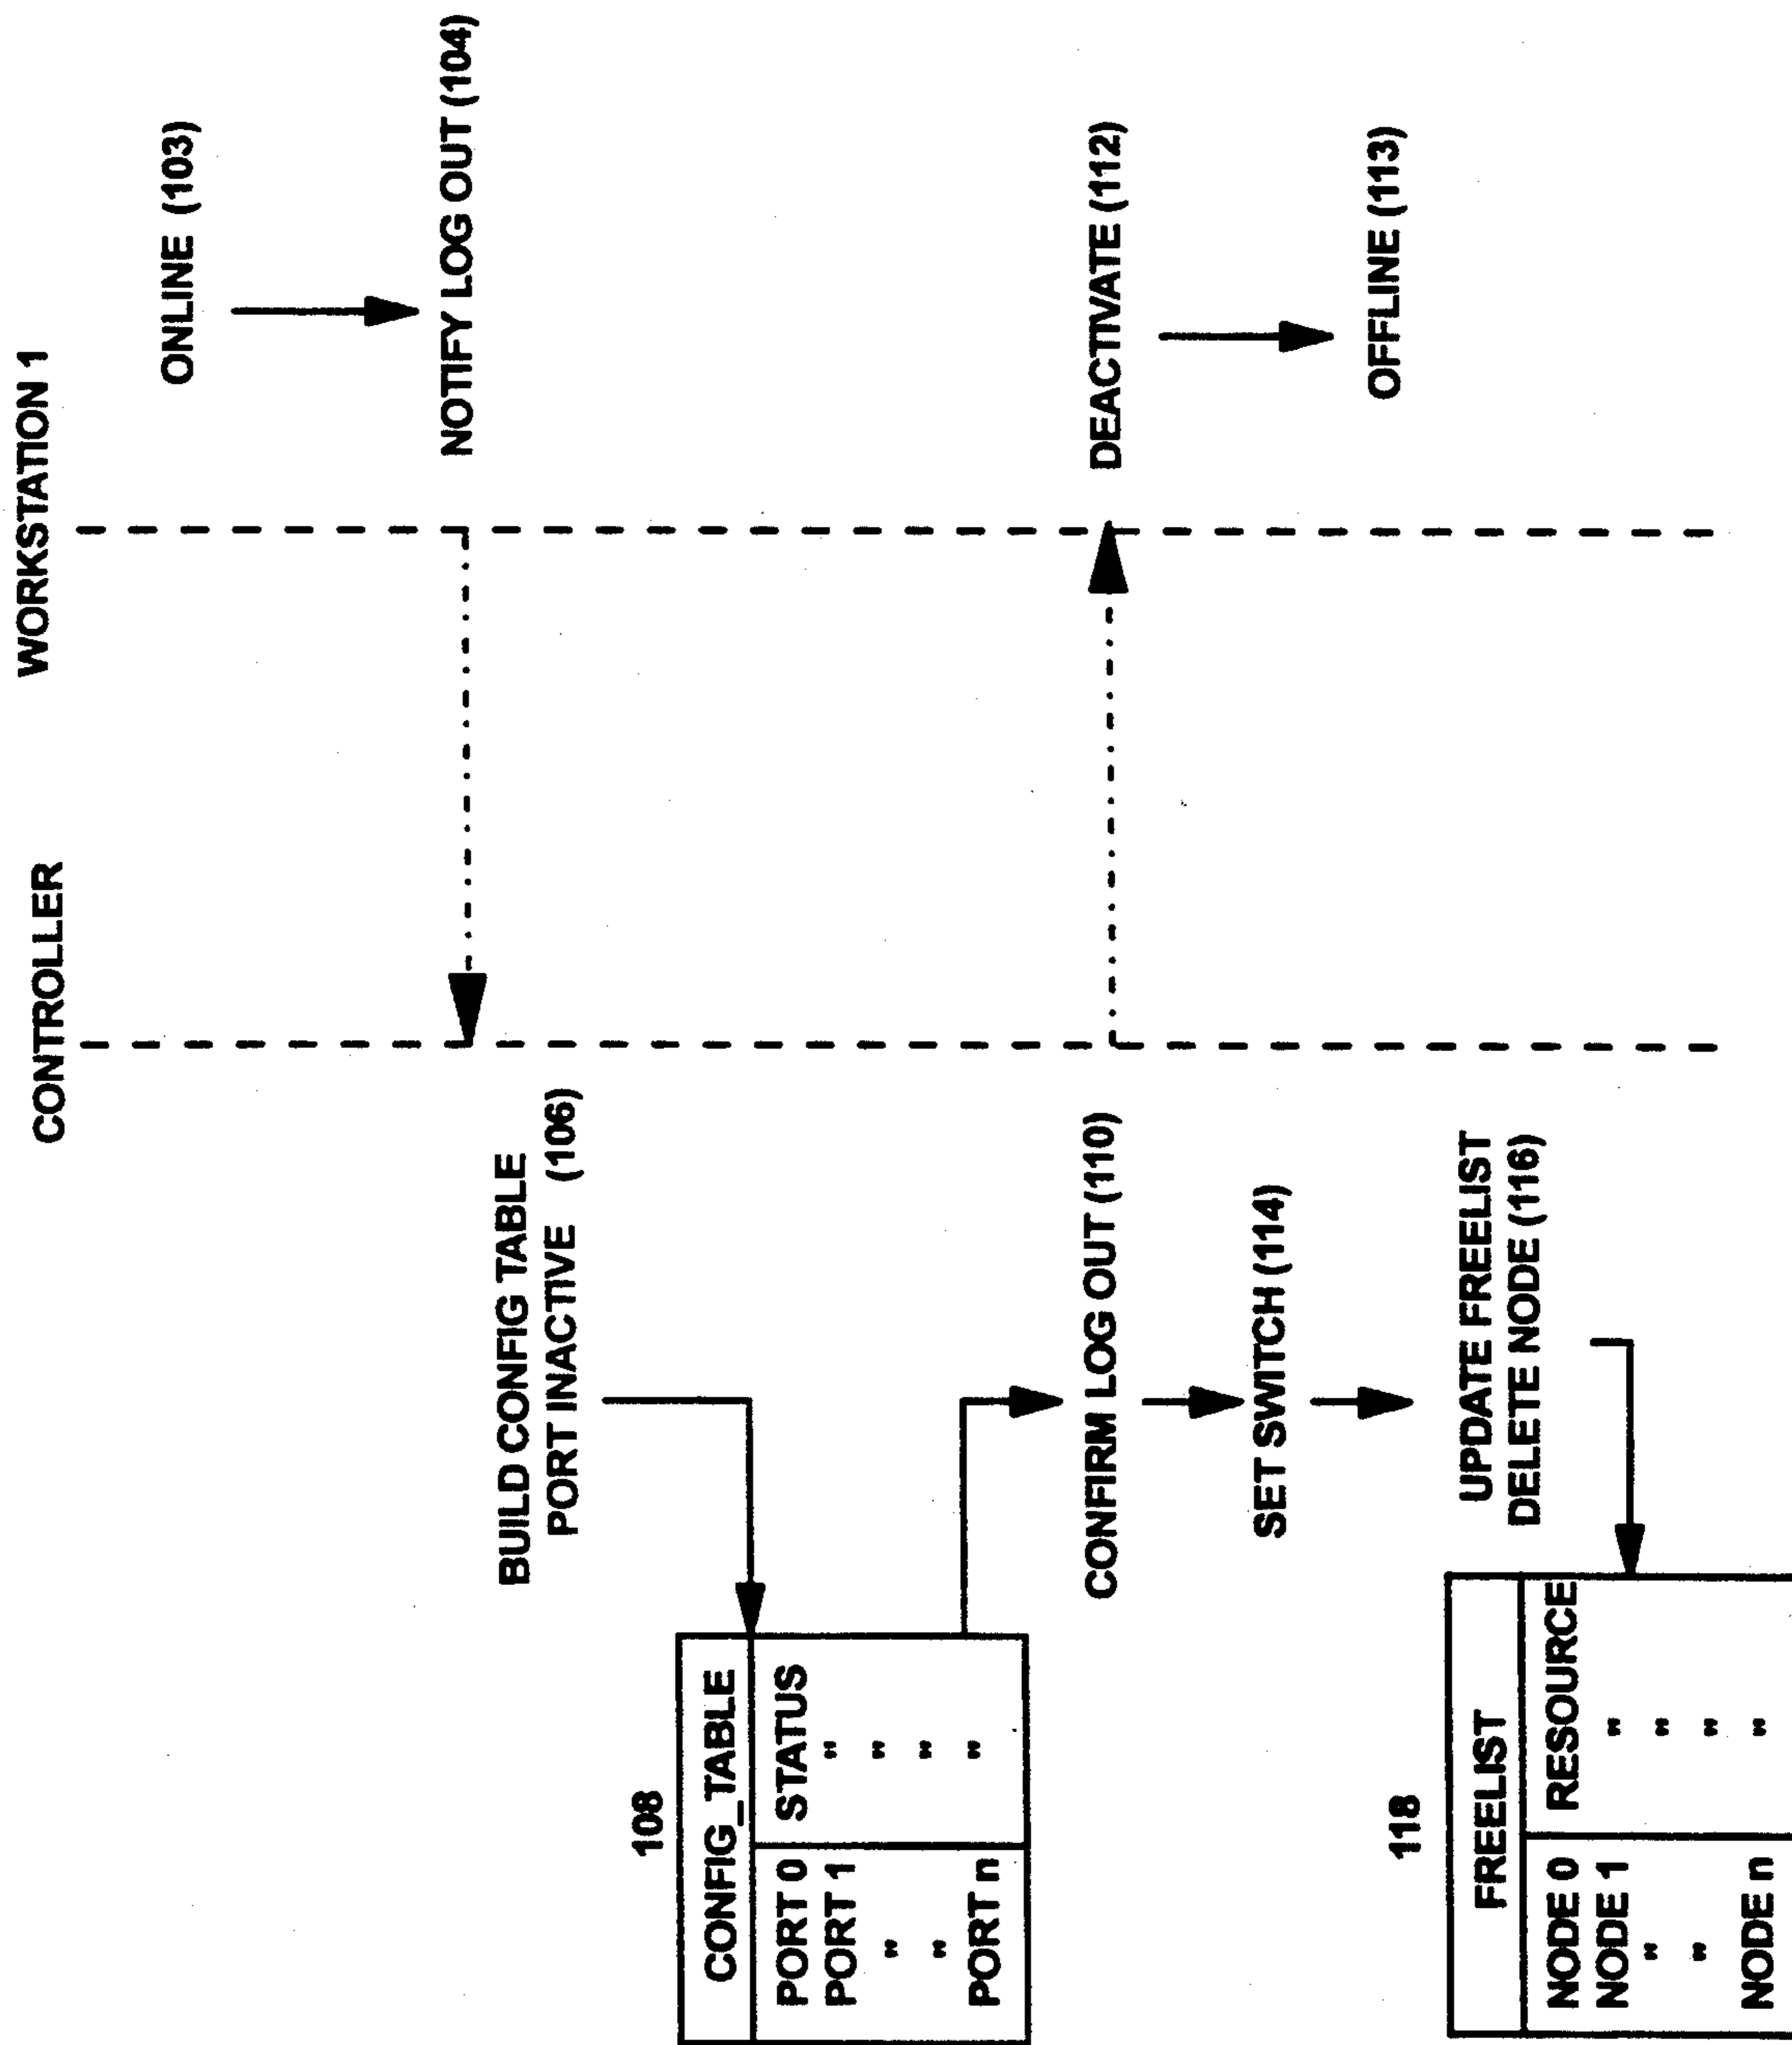 CONTROLLER
WORKSTATION 1
ONLINE (103)
NOTIFY LOG OUT (104)
BUILD CONFIG TABLE
PORT INACTIVE (106)
108
CONFIG_TABLE
PORT 0 STATUS
PORT 1 "
" "
" "
PORT n "
CONFIRM LOG OUT (110)
DEACTIVATE (112)
SET SWITCH (114)
OFFLINE (113)
UPDATE FREELIST
DELETE NODE (116)
118
FREELIST
NODE 0 RESOURCE
NODE 1 "
" "
" "
NODE n "